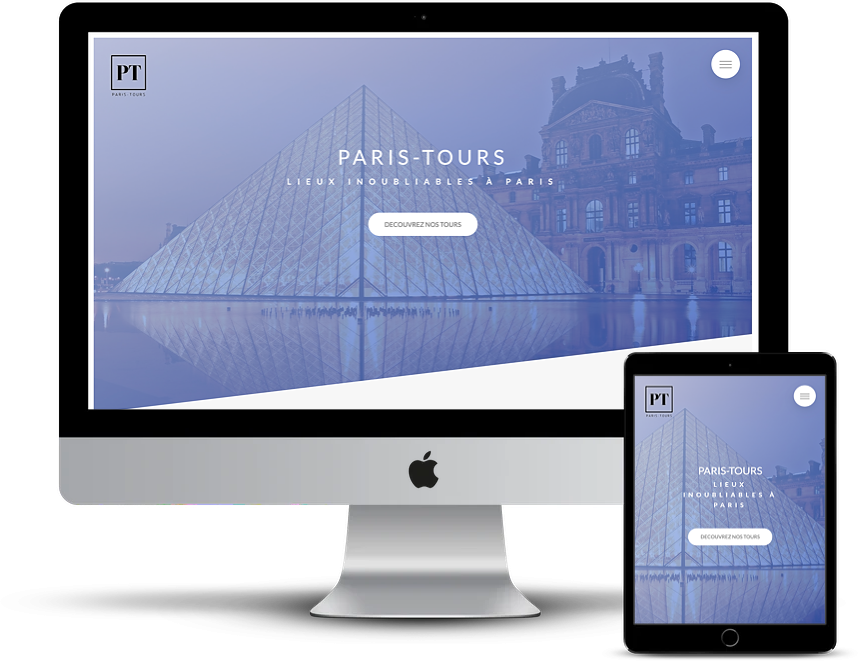 PT
PARIS-TOURS
PARIS-TOURS
LIEUX INOUBLIABLES À PARIS
DECOUVREZ NOS TOURS
PT
PARIS-TOURS
PARIS-TOURS
LIEUX
INOUBLIABLES À
PARIS
DECOUVREZ NOS TOURS